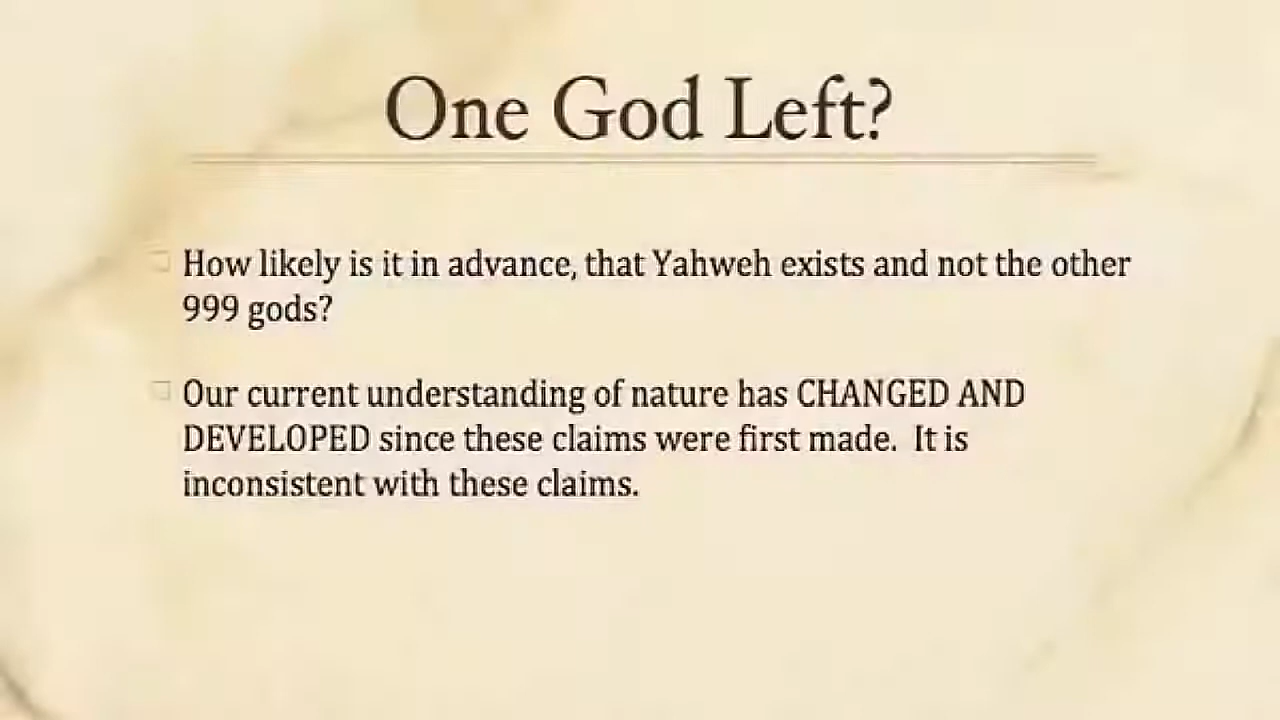 One God Left?
How likely is it in advance, that Yahweh exists and not the other
999 gods?
Our current understanding of nature has CHANGED AND
DEVELOPED since these claims were first made.  It is
inconsistent with these claims.